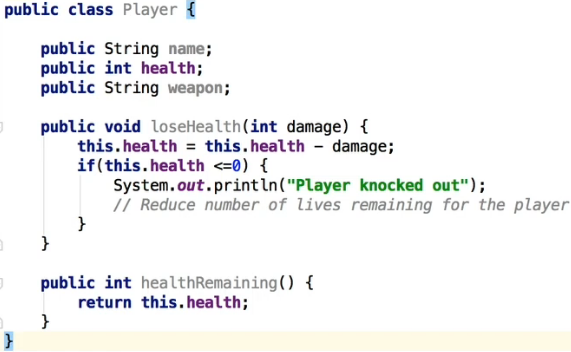 public class Player {
public String name;
public int health;
public String weapon;
public void loseHealth(int damage) {
this.health = this.health - damage;
if(this.health <=0) {
System.out.println("Player knocked out");
// Reduce number of lives remaining for the player
}
}
public int healthRemaining() {
return this.health;
}
}